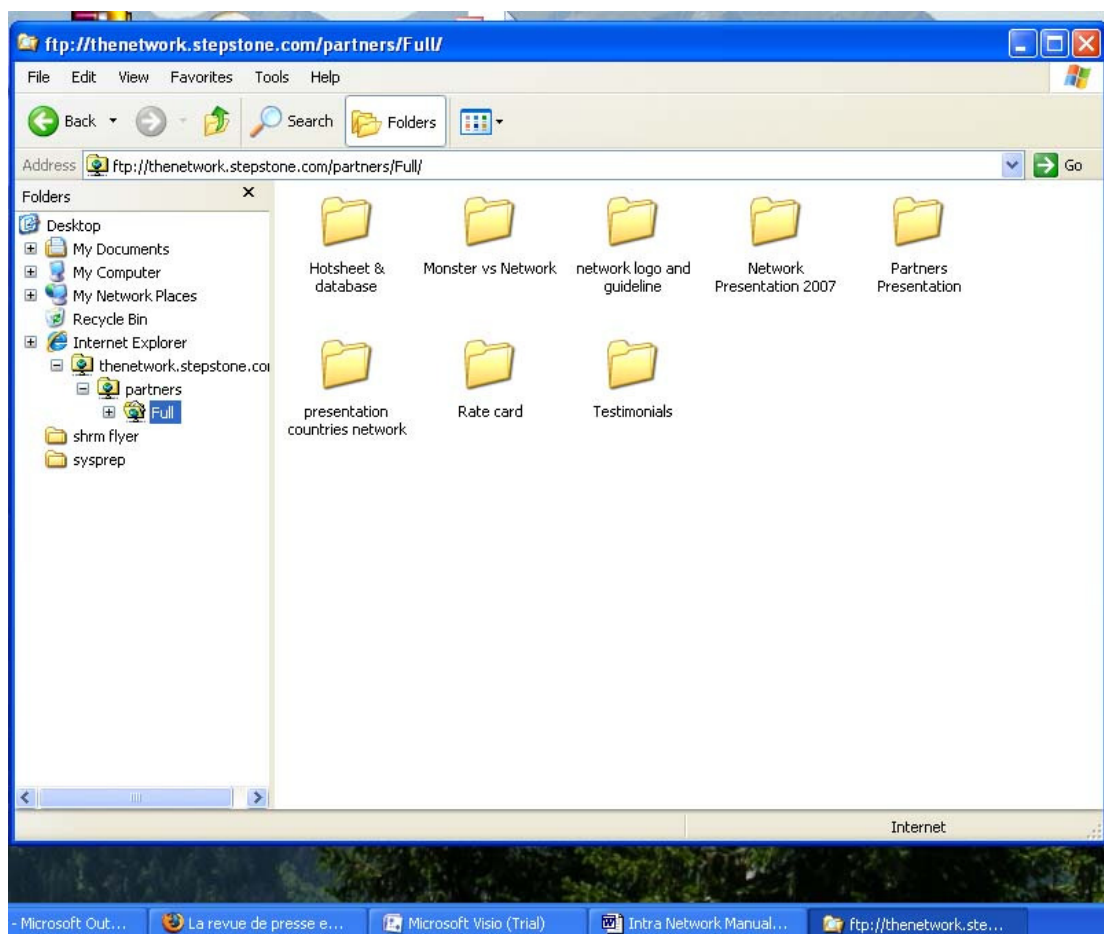 ftp://thenetwork.stepstone.com/partners/Full/
File Edit View Favorites Tools Help
Back Search Folders
Address ftp://thenetwork.stepstone.com/partners/Full/ Go
Folders
Desktop
My Documents
My Computer
My Network Places
Recycle Bin
Internet Explorer
thenetwork.stepstone.co
partners
Full
shrm flyer
sysprep
Hotsheet &
database
Monster vs Network
network logo and
guideline
Network
Presentation 2007
Partners
Presentation
presentation
countries network
Rate card
Testimonials
Internet
- Microsoft Out... La revue de presse e... Microsoft Visio (Trial) Intra Network Manual... ftp://thenetwork.ste...